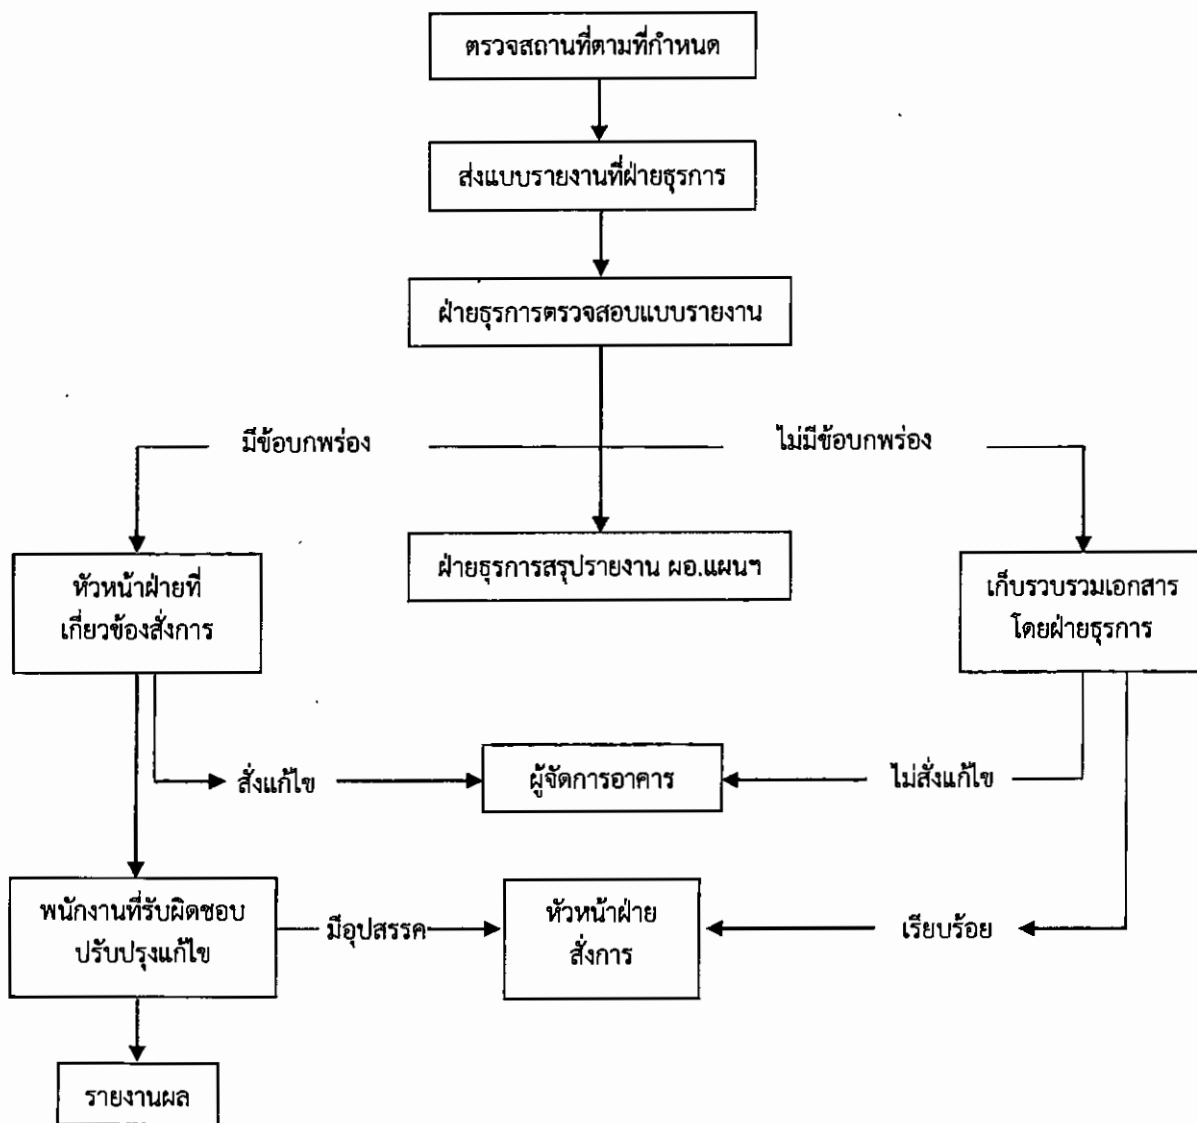 ตรวจสถานที่ตามที่กำหนด
ส่งแบบรายงานที่ฝ่ายธุรการ
ฝ่ายธุรการตรวจสอบแบบรายงาน
มีข้อบกพร่อง
ไม่มีข้อบกพร่อง
หัวหน้าฝ่ายที่
เกี่ยวข้องสั่งการ
ฝ่ายธุรการสรุปรายงาน ผอ.แผนฯ
เก็บรวบรวมเอกสาร
โดยฝ่ายธุรการ
สั่งแก้ไข
ผู้จัดการอาคาร
ไม่สั่งแก้ไข
พนักงานที่รับผิดชอบ
ปรับปรุงแก้ไข
มีอุปสรรค
หัวหน้าฝ่าย
สั่งการ
เรียบร้อย
รายงานผล